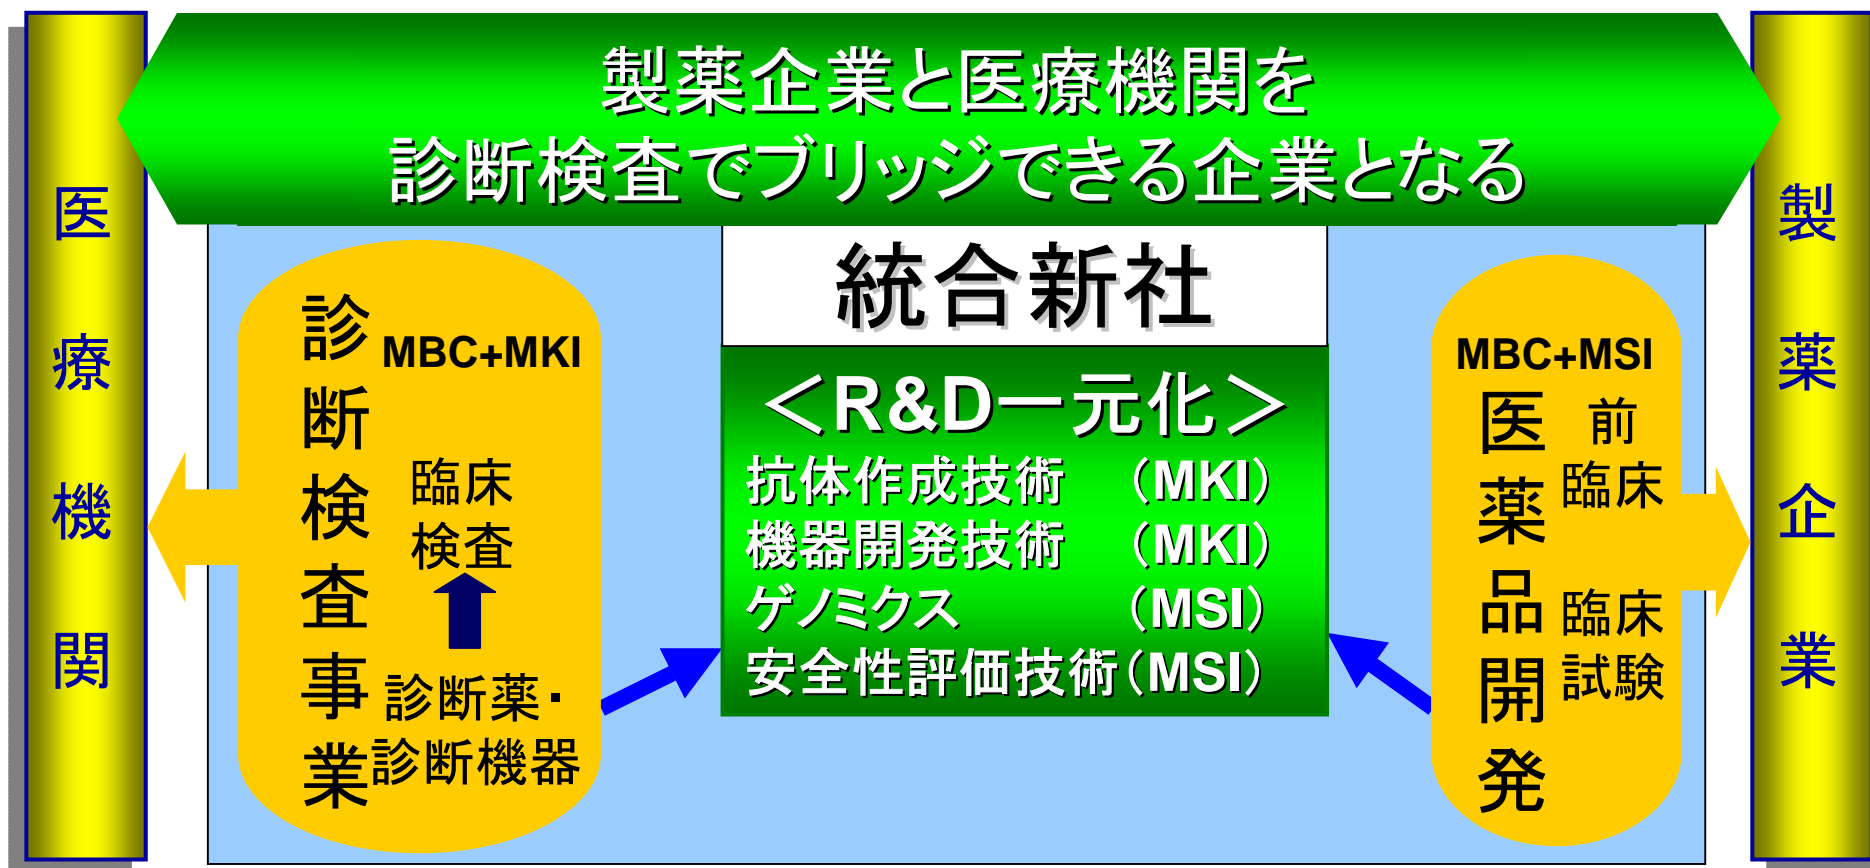 製薬企業と医療機関を
診断検査でブリッジできる企業となる
医療機関
診断検査事業
MBC+MKI
臨床
検査
診断薬・
診断機器
統合新社
＜R&D一元化＞
抗体作成技術　（MKI）
機器開発技術　（MKI）
ゲノミクス　　　（MSI）
安全性評価技術（MSI）
MBC+MSI
医薬品開発
前
臨床
臨床
試験
製薬企業